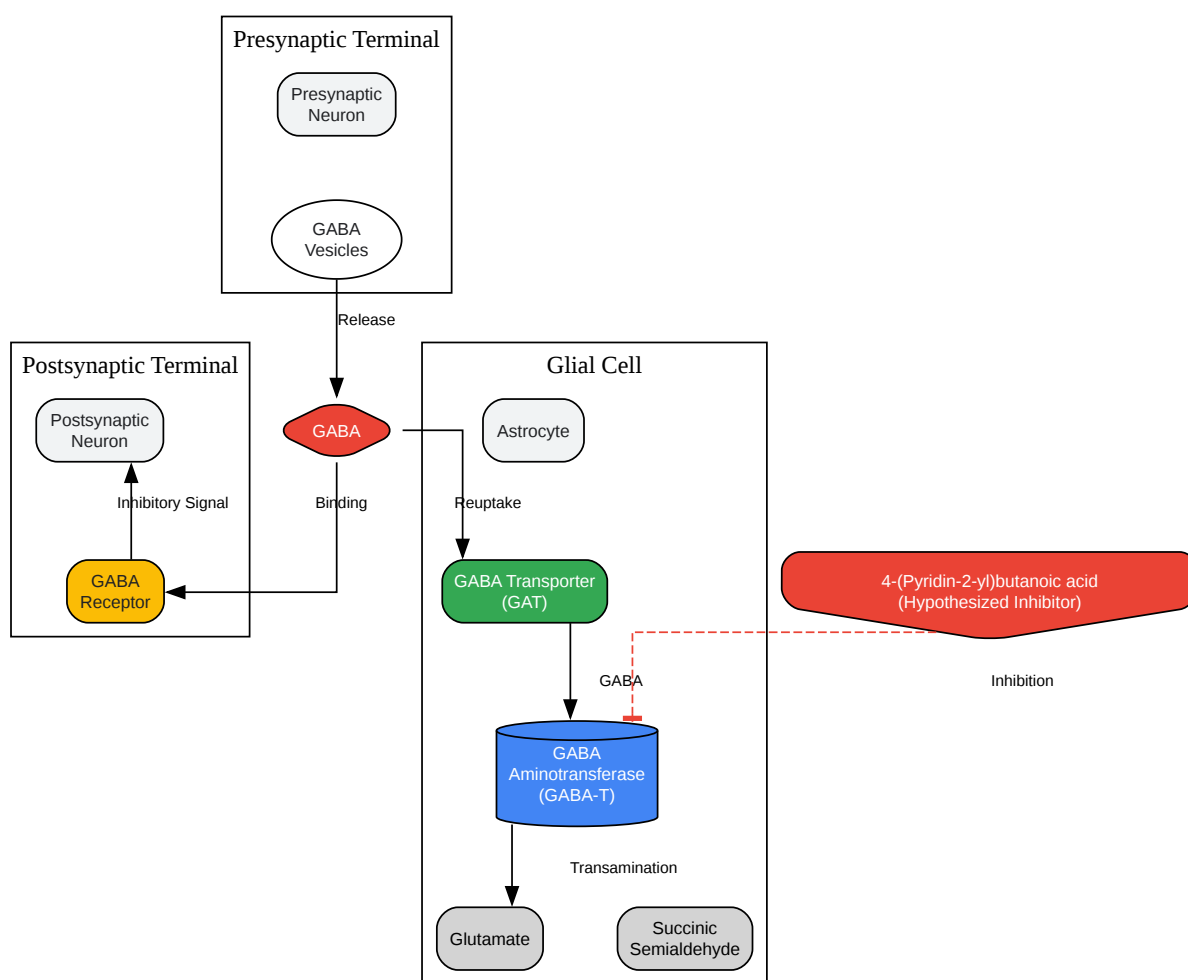 Presynaptic Terminal
Presynaptic
Neuron
GABA
Vesicles
Release
Postsynaptic Terminal
Postsynaptic
Neuron
Inhibitory Signal
GABA
Receptor
GABA
Binding
Glial Cell
Astrocyte
Reuptake
GABA Transporter
(GAT)
GABA
4-(Pyridin-2-yl)butanoic acid
(Hypothesized Inhibitor)
Inhibition
GABA
Aminotransferase
(GABA-T)
Transamination
Glutamate
Succinic
Semialdehyde